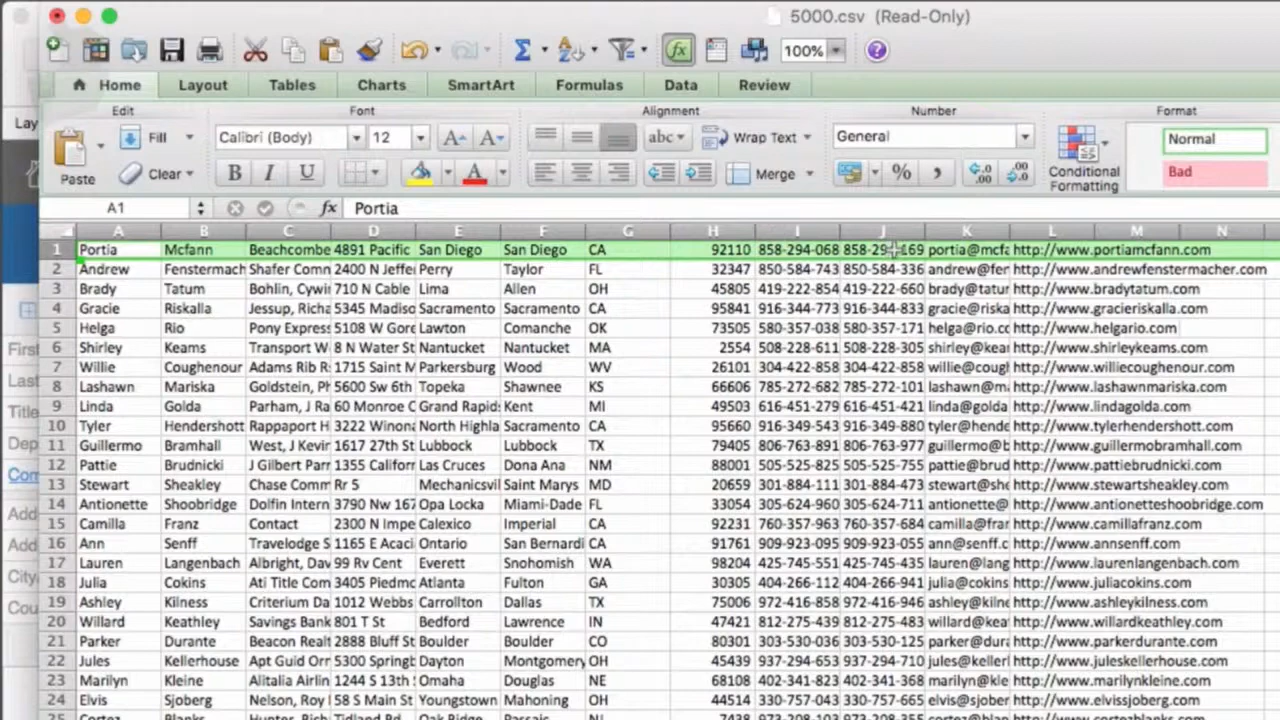 5000.csv (Read-Only)
100%
Home Layout Tables Charts SmartArt Formulas Data Review
Edit Font Alignment Number Format
Fill Calibri (Body) 12 abc Wrap Text General Normal
Paste Clear B I U A Merge % Conditional Formatting Bad
A1 fx Portia
A B C D E F G H I J K L M N
1 Portia Mcfann Beachcombe 4891 Pacific San Diego San Diego CA 92110 858-294-068 portia@mcfa http://www.portiamcfann.com
2 Andrew Fenstermach Shafer Comn 2400 N Jeffe Perry Taylor FL 32347 850-584-743 850-584-336 andrew@fer http://www.andrewfenstermacher.com
3 Brady Tatum Bohlin, Cywir 710 N Cable Lima Allen OH 45805 419-222-854 419-222-660 brady@tatur http://www.bradytatum.com
4 Gracie Riskalla Jessup, Richa 5345 Madiso Sacramento Sacramento CA 95841 916-344-773 916-344-833 gracie@riska http://www.gracieriskalla.com
5 Helga Rio Pony Express 5108 W Gore Lawton Comanche OK 73505 580-357-038 580-357-171 helga@rio.cc http://www.helgario.com
6 Shirley Keams Transport W 8 N Water St Nantucket Nantucket MA 2554 508-228-611 508-228-305 shirley@kear http://www.shirleykeams.com
7 Willie Coughenour Adams Rib R 1715 Saint M Parkersburg Wood WV 26101 304-422-858 304-422-858 willie@cougl http://www.williecoughenour.com
8 Lashawn Mariska Goldstein, Ph 5600 Sw 6th Topeka Shawnee KS 66606 785-272-682 785-272-101 lashawn@m http://www.lashawnmariska.com
9 Linda Golda Parham, J Ra 60 Monroe C Grand Rapid Kent MI 49503 616-451-279 616-451-421 linda@golda http://www.lindagolda.com
10 Tyler Hendershott Rappaport H 3222 Winona North Highla Sacramento CA 95660 916-349-543 916-349-880 tyler@hende http://www.tylerhendershott.com
11 Guillermo Bramhall West, J Kevir 1617 27th St Lubbock Lubbock TX 79405 806-763-891 806-763-977 guillermo@b http://www.guillermobramhall.com
12 Pattie Brudnicki J Gilbert Parr 1355 Californ Las Cruces Dona Ana NM 88001 505-525-825 505-525-755 pattie@brud http://www.pattiebrudnicki.com
13 Stewart Sheakley Chase Comm Rr 5 Mechanicsvil Saint Marys MD 20659 301-884-111 301-884-473 stewart@she http://www.stewartsheakley.com
14 Antionette Shoobridge Dolfin Intern 3790 Nw 167 Opa Locka Miami-Dade FL 33054 305-624-960 305-624-711 antionette@ http://www.antionetteshoobridge.com
15 Camilla Franz Contact 2300 N Impe Calexico Imperial CA 92231 760-357-963 760-357-684 camilla@frar http://www.camillafranz.com
16 Ann Senff Travelodge S 1165 E Acaci Ontario San Bernardi CA 91761 909-923-095 909-923-055 ann@senff.c http://www.annsenff.com
17 Lauren Langenbach Albright, Dav 99 Rv Cent Everett Snohomish WA 98204 425-745-551 425-745-435 lauren@lang http://www.laurenlangenbach.com
18 Julia Cokins Ati Title Com 3405 Piedmc Atlanta Fulton GA 30305 404-266-112 404-266-941 julia@cokins http://www.juliacokins.com
19 Ashley Kilness Criterium Da 1012 Webbs Carrollton Dallas TX 75006 972-416-858 972-416-946 ashley@kilne http://www.ashleykilness.com
20 Willard Keathley Savings Bank 801 T St Bedford Lawrence IN 47421 812-275-439 812-275-483 willard@kea http://www.willardkeathley.com
21 Parker Durante Beacon Realt 2888 Bluff St Boulder Boulder CO 80301 303-530-036 303-530-125 parker@dura http://www.parkerdurante.com
22 Jules Kellerhouse Apt Guid Orr 5300 Springb Dayton Montgomery OH 45439 937-294-653 937-294-710 jules@keller http://www.juleskellerhouse.com
23 Marilyn Kleine Alitalia Airlin 1244 S 13th Omaha Douglas NE 68108 402-341-823 402-341-368 marilyn@klei http://www.marilynkleine.com
24 Elvis Sjoberg Nelson, Roy 58 S Main St Youngstown Mahoning OH 44514 330-757-043 330-757-665 elvis@sjober http://www.elvissjoberg.com